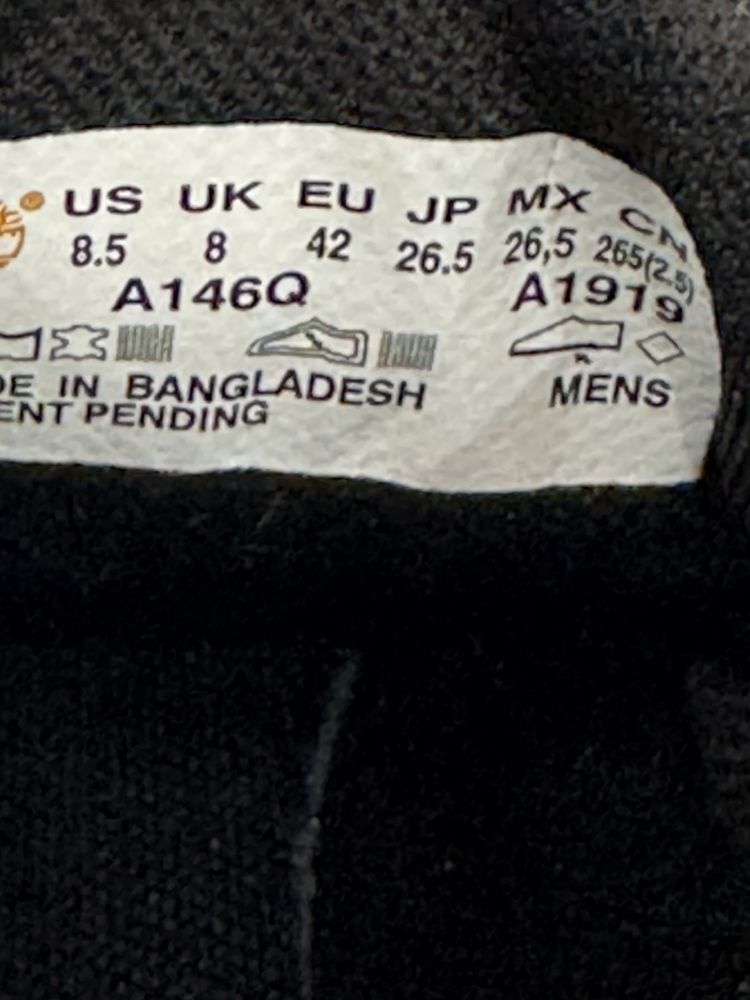 US UK EU JP MX CN
8.5 8 42 26.5 26,5 265(2.5)
A146Q A1919
DE IN BANGLADESH MENS
ENT PENDING